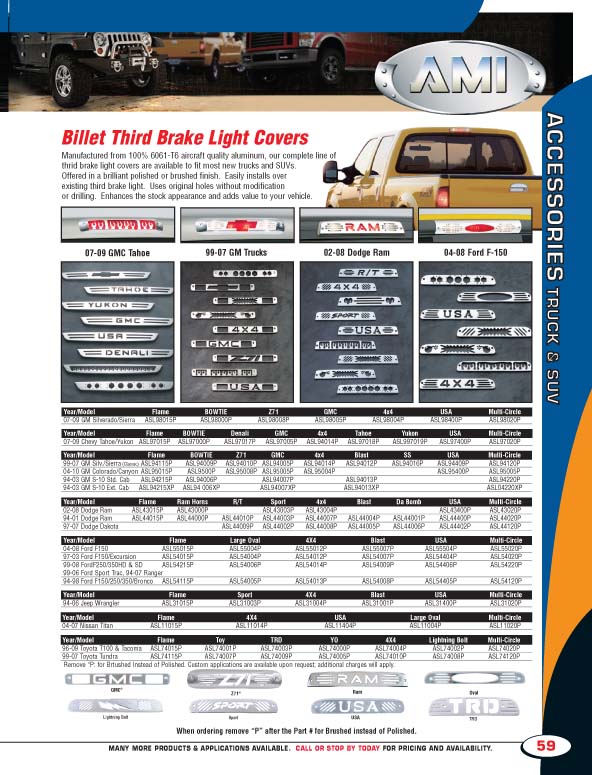 AMI
ACCESSORIES TRUCK & SUV
Billet Third Brake Light Covers
Manufactured from 100% 6061-T6 aircraft quality aluminum, our complete line of
thrid brake light covers are available to fit most new trucks and SUVs.
Offered in a brilliant polished or brushed finish. Easily installs over
existing third brake light. Uses original holes without modification
or drilling. Enhances the stock appearance and adds value to your vehicle.
RAM
07-09 GMC Tahoe 99-07 GM Trucks 02-08 Dodge Ram 04-08 Ford F-150
TAHOE
YUKON
GMC
USA
DENALI
4X4
GMC
Z71
USA
R/T
4X4
SPORT
USA
USA
4X4
Year/Model Flame BOWTIE Z71 GMC 4x4 USA Multi-Circle
07-09 GM Silverado/Sierra ASL98015P ASL98000P ASL98008P ASL98005P ASL98004P ASL98400P ASL98020P
Year/Model Flame BOWTIE Denali GMC 4x4 Tahoe Yukon USA Multi-Circle
07-09 Chevy Tahoe/Yukon ASL97015P ASL97000P ASL97017P ASL97005P ASL94014P ASL97018P ASL97019P ASL97400P ASL97020P
Year/Model Flame BOWTIE Z71 GMC 4x4 Blast SS USA Multi-Circle
99-07 GM Silv./Sierra (Classic) ASL94115P ASL94009P ASL94010P ASL94005P ASL94014P ASL94012P ASL94016P ASL94409P ASL94120P
04-10 GM Colorado/Canyon ASL95015P ASL9500P ASL95008P ASL95005P ASL95004P ASL95400P ASL95005P
94-03 GM S-10 Std. Cab ASL94215P ASL94006P ASL94007P ASL94013P ASL94220P
94-03 GM S-10 Ext. Cab ASL94215XP ASL94 006XP ASL94007XP ASL94013XP ASL04220XP
Year/Model Flame Ram Horns R/T Sport 4x4 Blast Da Bomb USA Multi-Circle
02-08 Dodge Ram ASL43015P ASL43000P ASL43003P ASL43004P ASL43400P ASL43020P
94-01 Dodge Ram ASL44015P ASL44000P ASL44010P ASL44003P ASL44007P ASL44004P ASL44001P ASL44400P ASL44020P
97-07 Dodge Dakota ASL44009P ASL44002P ASL44008P ASL44005P ASL44006P ASL44402P ASL44120P
Year/Model Flame Large Oval 4X4 Blast USA Multi-Circle
04-08 Ford F150 ASL55015P ASL55004P ASL55012P ASL55007P ASL55504P ASL55020P
97-03 Ford F150/Excursion ASL54015P ASL54004P ASL54012P ASL54007P ASL54404P ASL54020P
99-08 FordF250/350HD & SD ASL54215P ASL54006P ASL54014P ASL54008P ASL54406P ASL54220P
99-06 Ford Sport Trac, 94-07 Ranger
94-98 Ford F150/250/350/Bronco ASL54115P ASL54005P ASL54013P ASL54009P ASL54405P ASL54120P
Year/Model Flame Sport 4X4 Blast USA Multi-Circle
94-06 Jeep Wrangler ASL31015P ASL31003P ASL31004P ASL31001P ASL31400P ASL31020P
Year/Model Flame 4X4 USA Large Oval Multi-Circle
04-07 Nissan Titan ASL11015P ASL11014P ASL11404P ASL11004P ASL11020P
Year/Model Flame Toy TRD YO 4X4 Lightning Bolt Multi-Circle
96-09 Toyota T100 & Tacoma ASL74015P ASL74001P ASL74003P ASL74000P ASL74004P ASL74002P ASL74020P
99-07 Toyota Tundra ASL74115P ASL74007P ASL74009P ASL74005P ASL74010P ASL74008P ASL74120P
Remove "P: for Brtushed Instead of Polished. Custom applications are available upon request; additional charges will apply.
GMC Z71 RAM
GMC* Z71* Ram Oval
SPORT USA TRD
Lightning Bolt Sport USA TRD
When ordering remove "P" after the Part # for Brushed instead of Polished.
MANY MORE PRODUCTS & APPLICATIONS AVAILABLE. CALL OR STOP BY TODAY FOR PRICING AND AVAILABILITY.
59